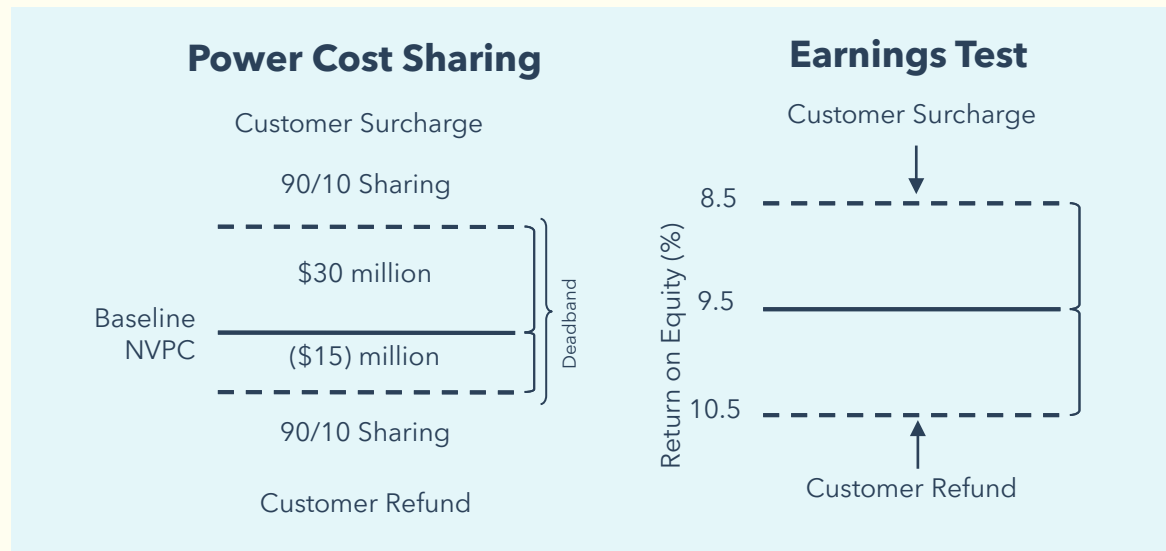 Power Cost Sharing
Customer Surcharge
90/10 Sharing
$30 million
Baseline
NVPC
($15) million
Deadband
90/10 Sharing
Customer Refund
Earnings Test
Customer Surcharge
8.5
9.5
10.5
Return on Equity (%)
Customer Refund